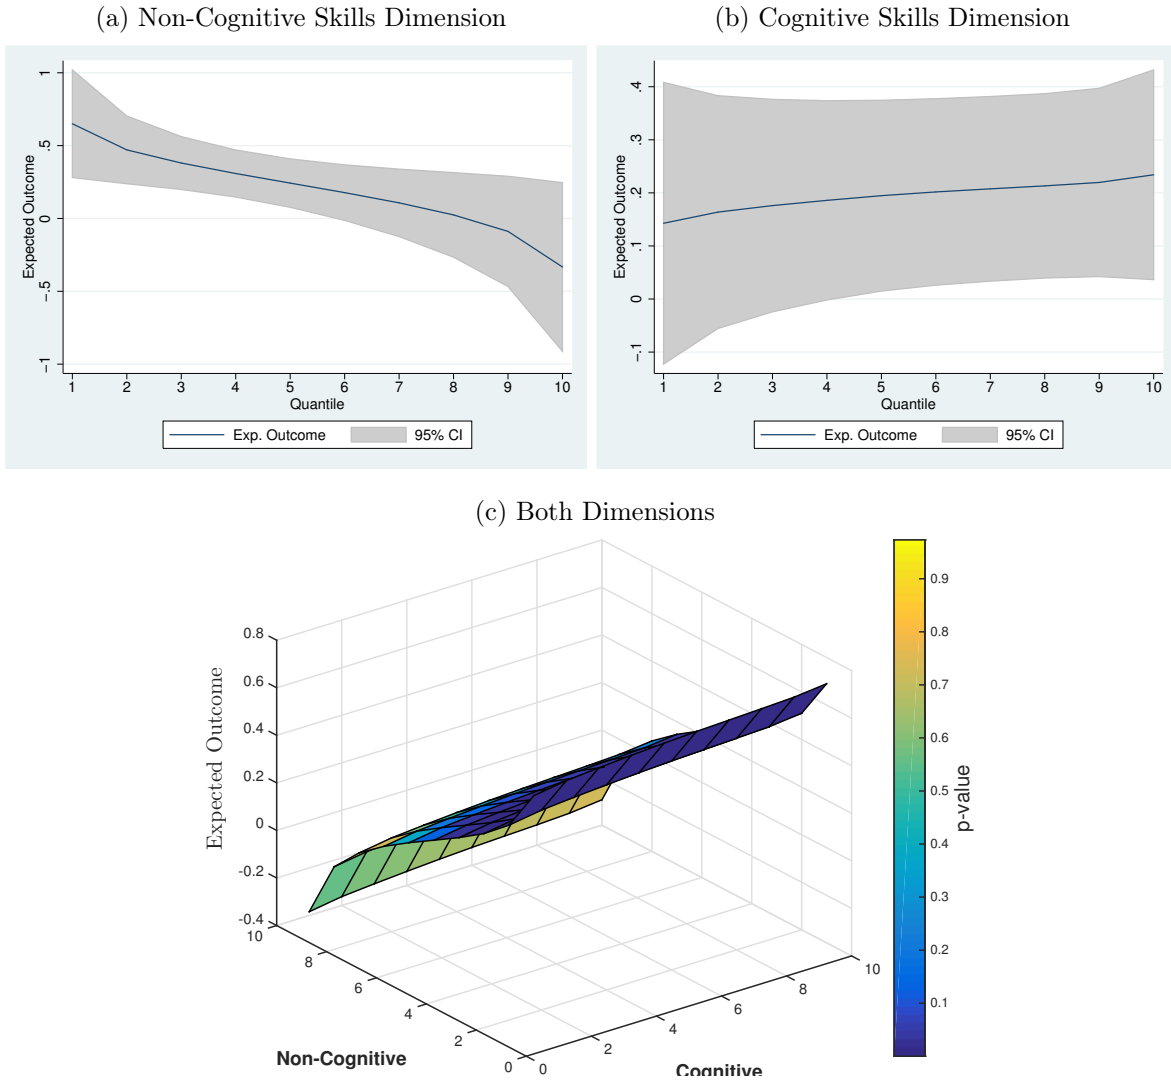 (a) Non-Cognitive Skills Dimension
Expected Outcome
1
.5
0
-.5
-1
1 2 3 4 5 6 7 8 9 10
Quantile
Exp. Outcome 95% CI
(b) Cognitive Skills Dimension
Expected Outcome
.4
.3
.2
.1
0
-.1
1 2 3 4 5 6 7 8 9 10
Quantile
Exp. Outcome 95% CI
(c) Both Dimensions
Expected Outcome
0.8
0.6
0.4
0.2
0
-0.2
-0.4
10
8
6
4
2
0
Non-Cognitive
0
2
4
6
8
10
Cognitive
0.9
0.8
0.7
0.6
0.5
0.4
0.3
0.2
0.1
p-value